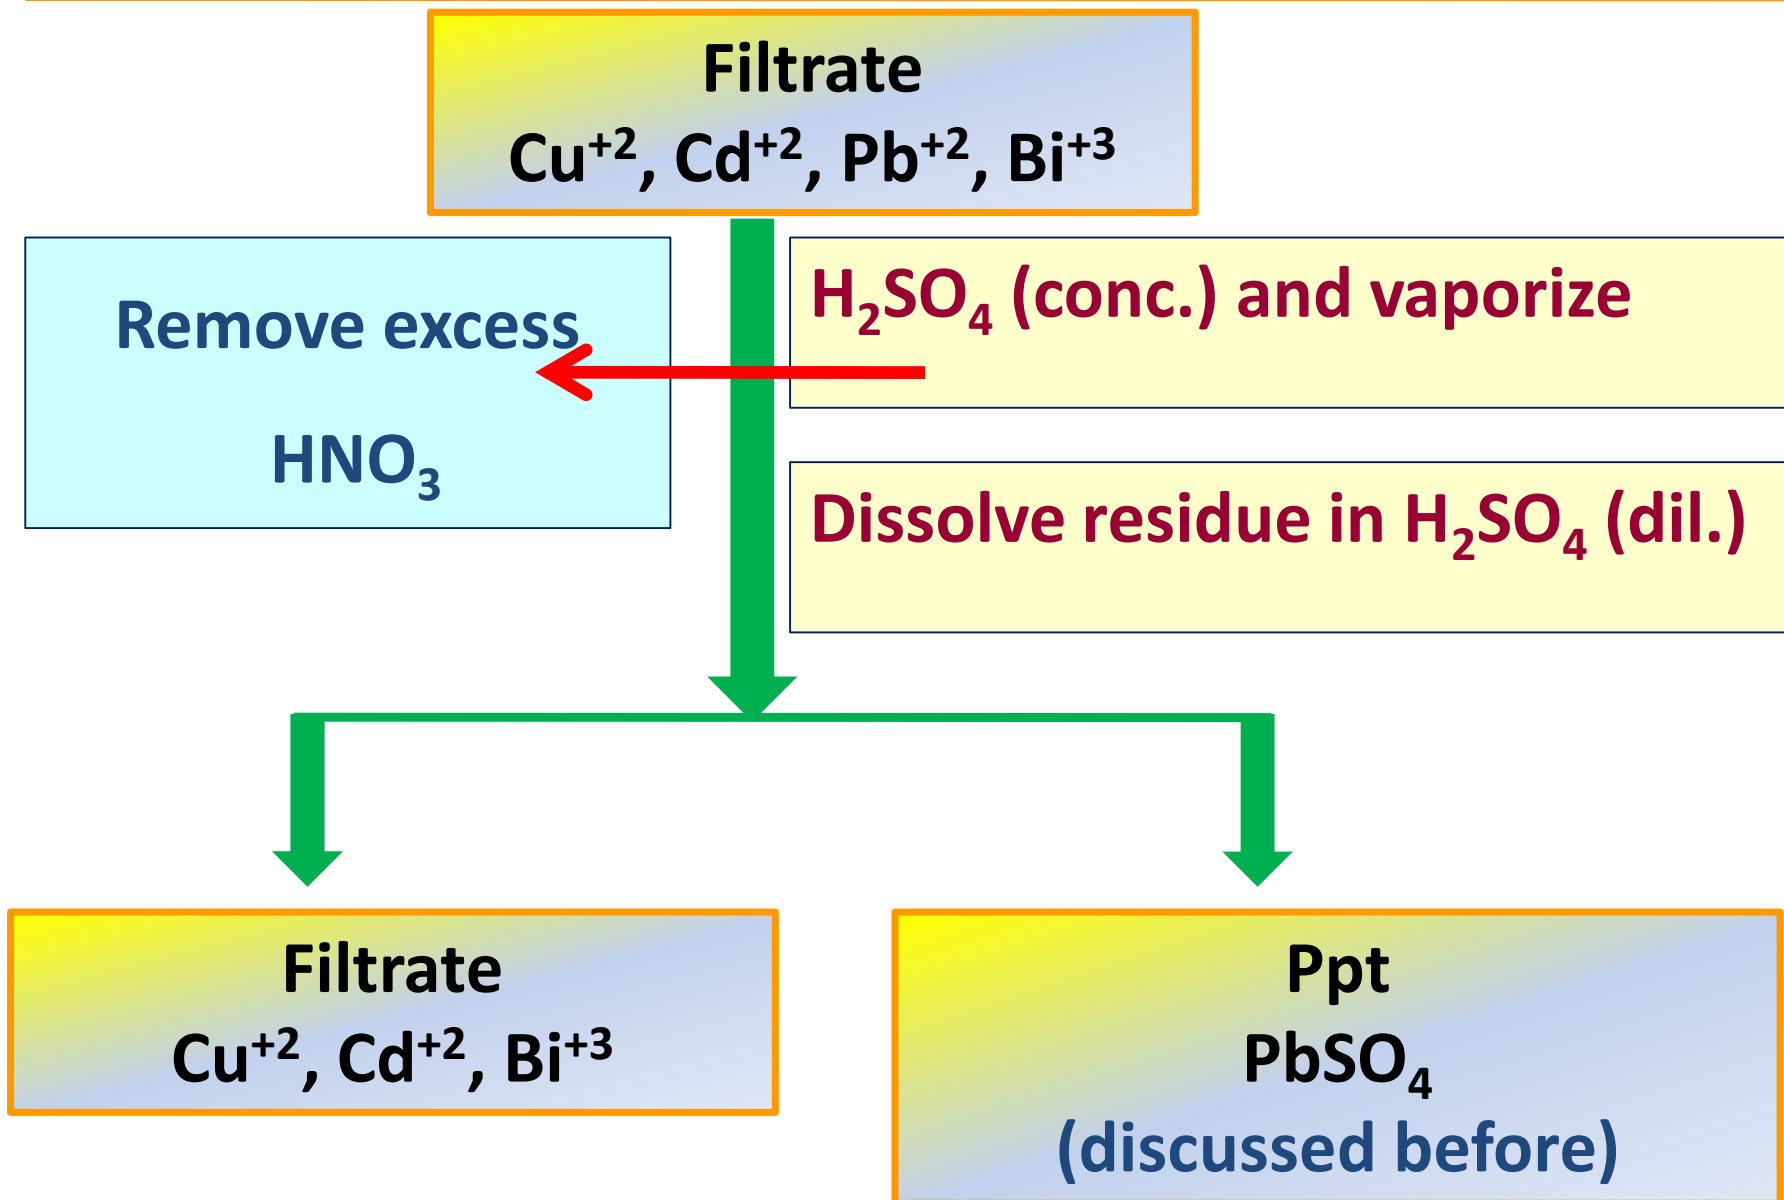 Filtrate
Cu⁺², Cd⁺², Pb⁺², Bi⁺³
Remove excess
HNO₃
H₂SO₄ (conc.) and vaporize
Dissolve residue in H₂SO₄ (dil.)
Filtrate
Cu⁺², Cd⁺², Bi⁺³
Ppt
PbSO₄
(discussed before)